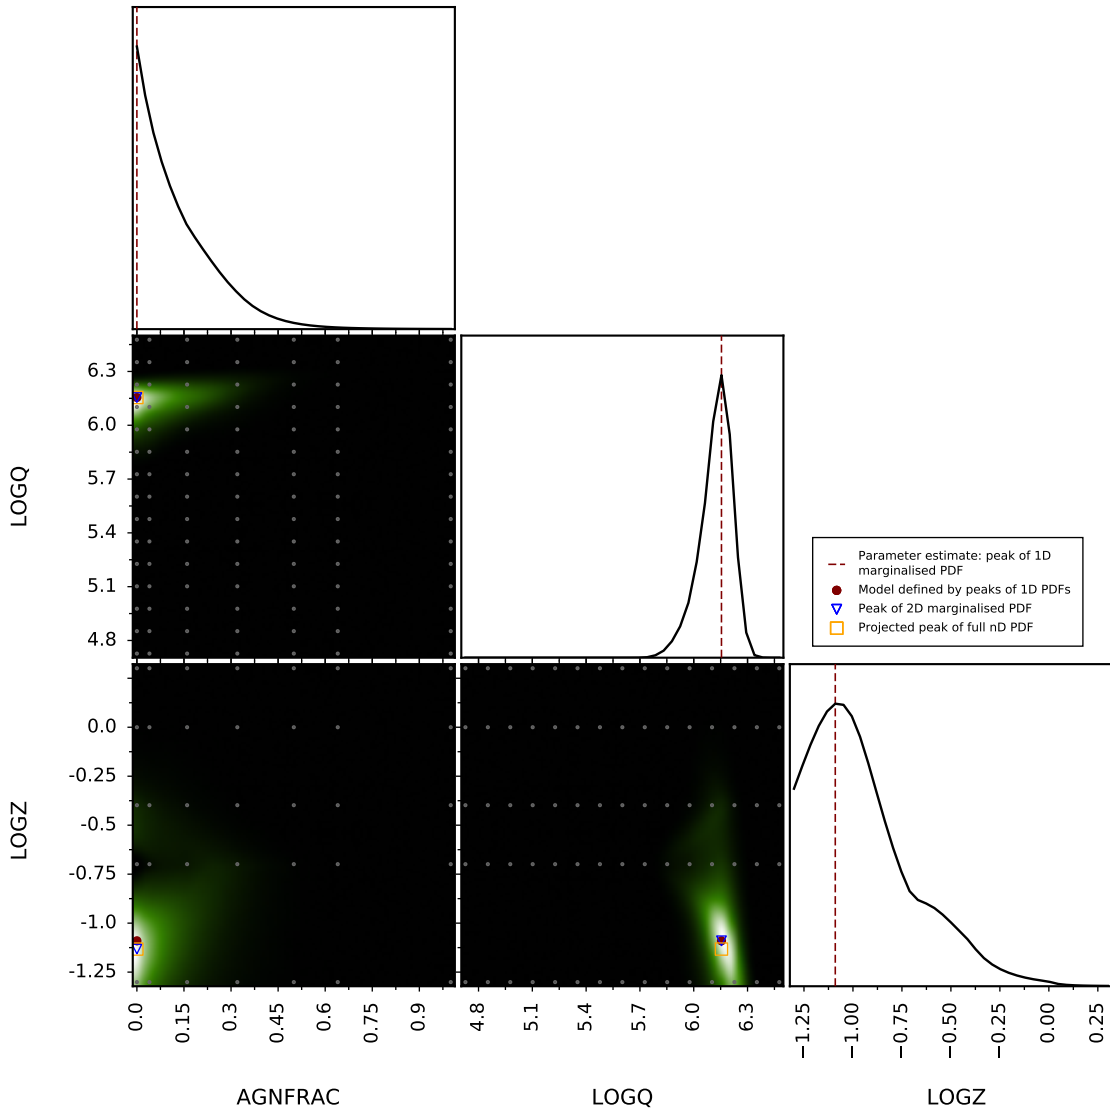 LOGQ
6.3
6.0
5.7
5.4
5.1
4.8
Parameter estimate: peak of 1D
marginalised PDF
Model defined by peaks of 1D PDFs
Peak of 2D marginalised PDF
Projected peak of full nD PDF
LOGZ
0.0
-0.25
-0.5
-0.75
-1.0
-1.25
0.0 0.15 0.3 0.45 0.6 0.75 0.9
4.8 5.1 5.4 5.7 6.0 6.3
−1.25 −1.00 −0.75 −0.50 −0.25 0.00 0.25
AGNFRAC LOGQ LOGZ